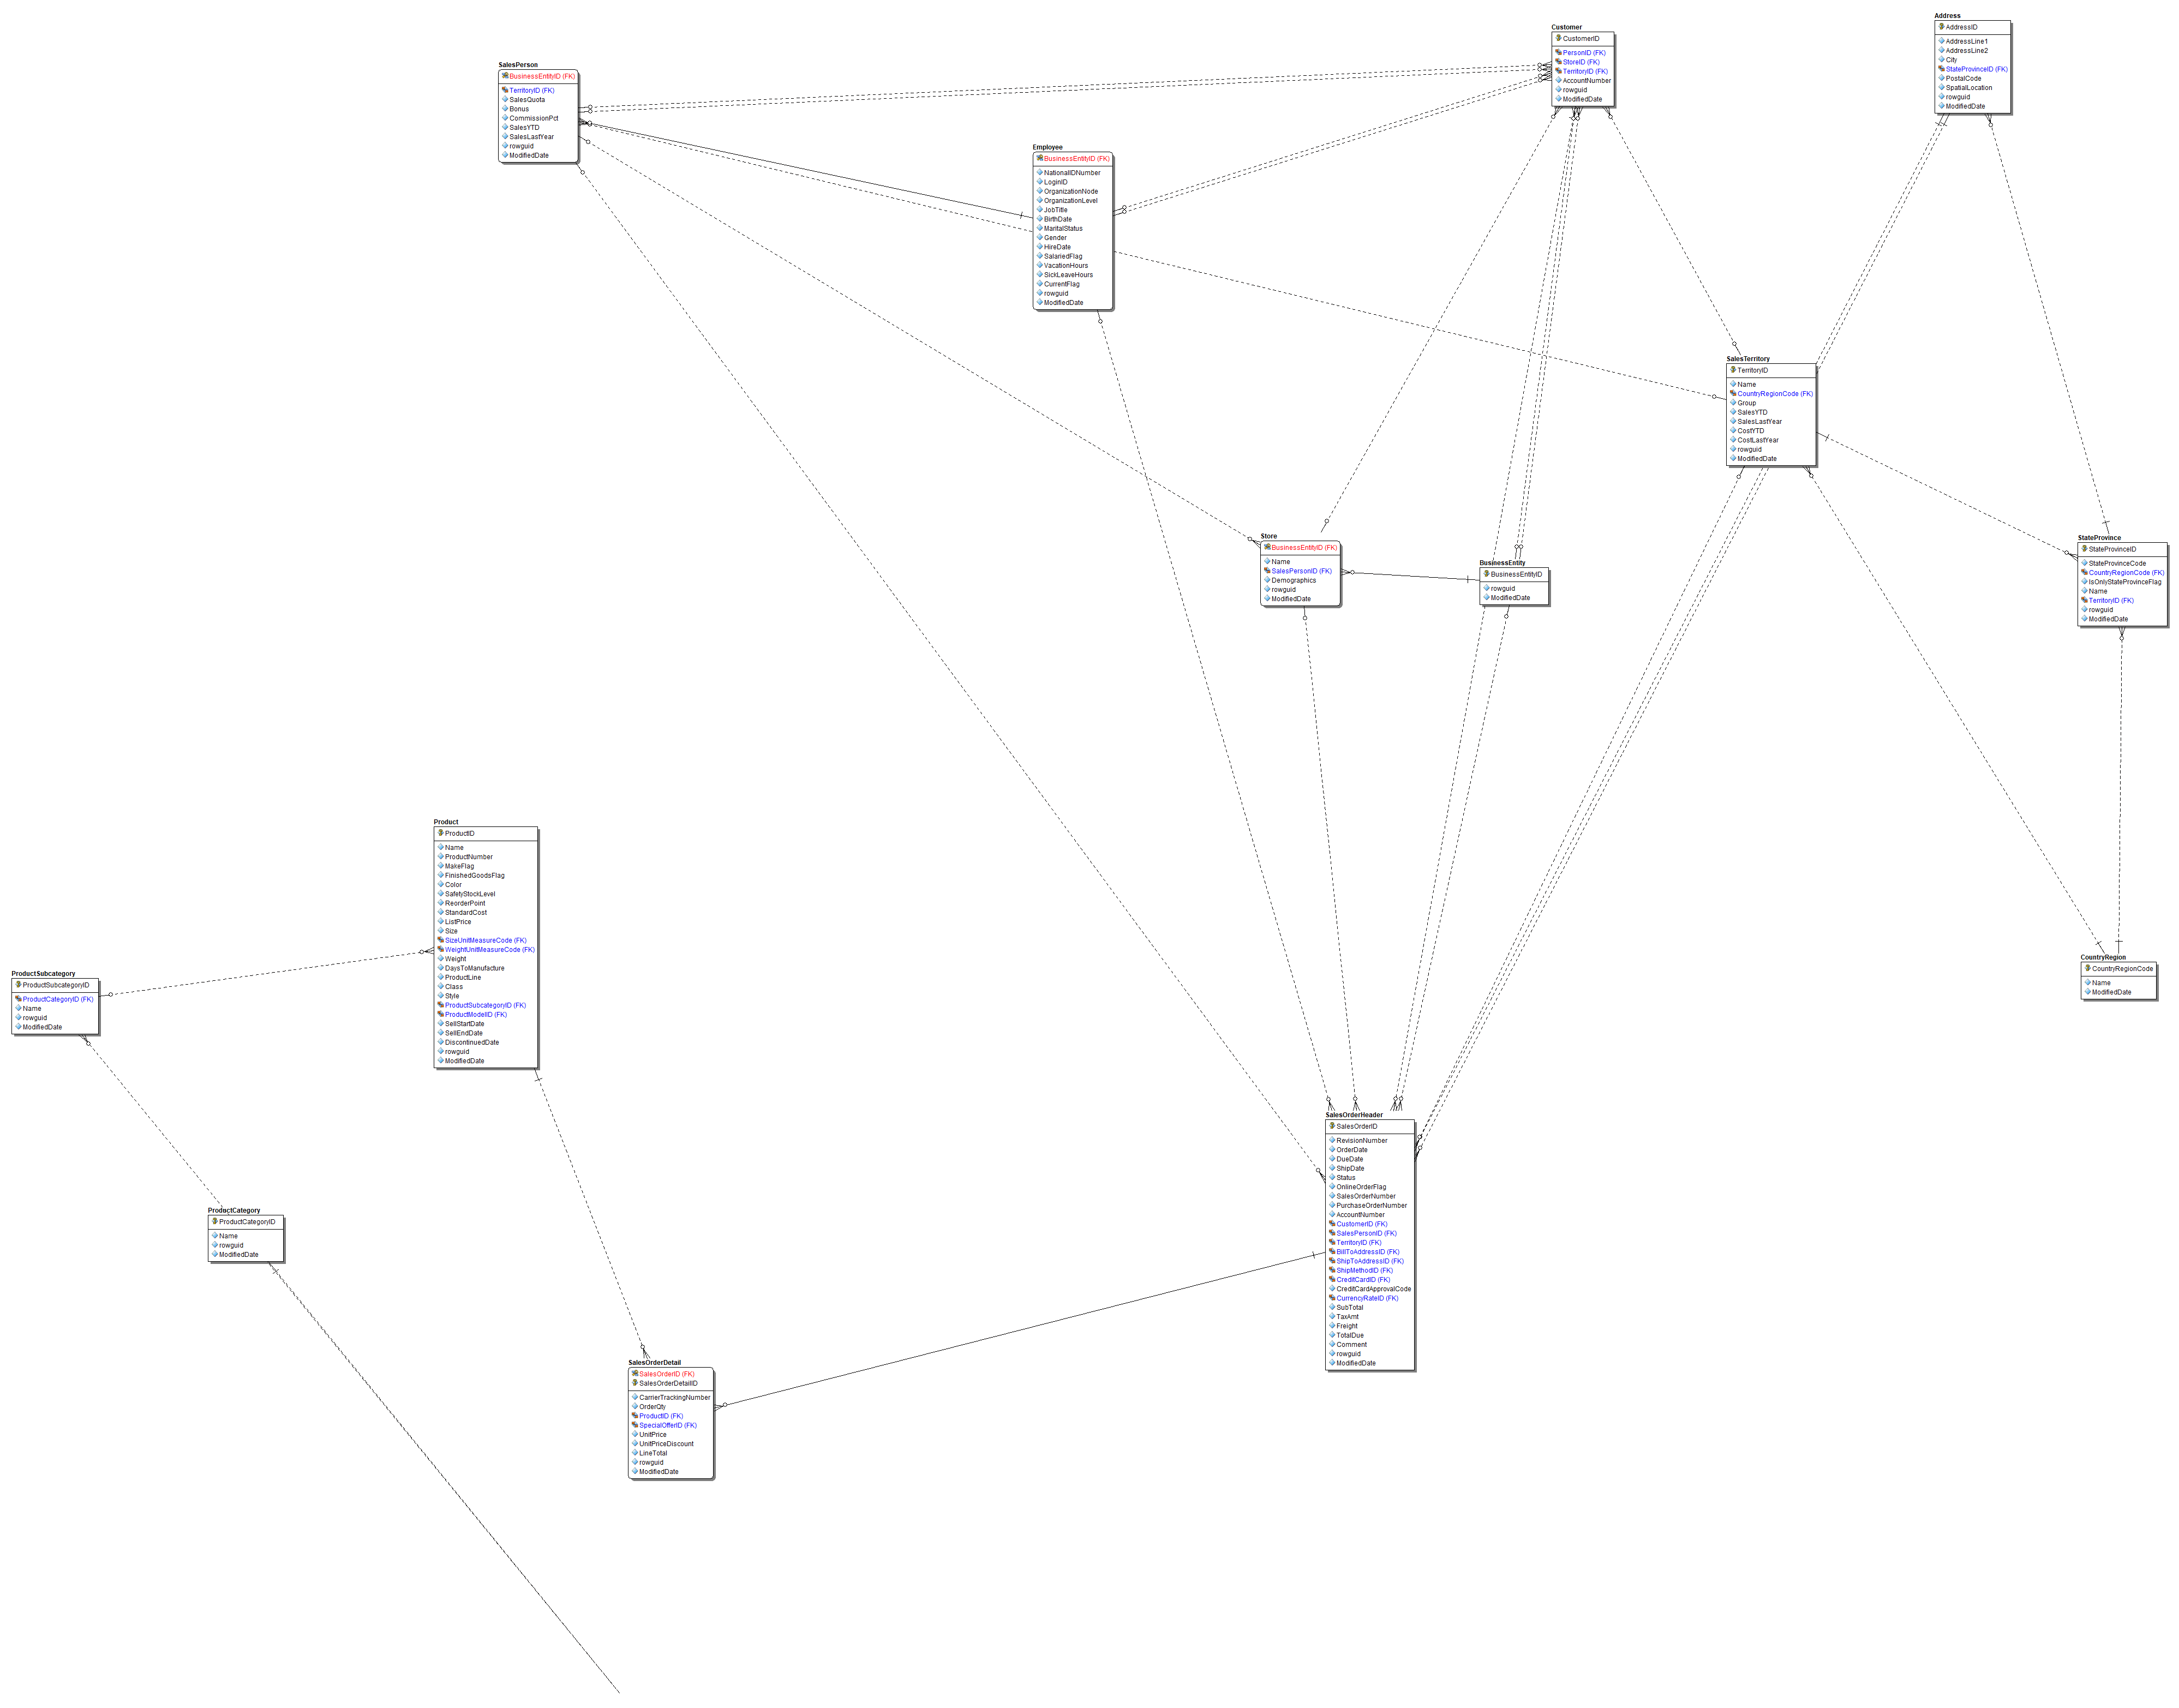 Customer
CustomerID
PersonID (FK)
StoreID (FK)
TerritoryID (FK)
AccountNumber
rowguid
ModifiedDate
Address
AddressID
AddressLine1
AddressLine2
City
StateProvinceID (FK)
PostalCode
SpatialLocation
rowguid
ModifiedDate
SalesPerson
BusinessEntityID (FK)
TerritoryID (FK)
SalesQuota
Bonus
CommissionPct
SalesYTD
SalesLastYear
rowguid
ModifiedDate
Employee
BusinessEntityID (FK)
NationalIDNumber
LoginID
OrganizationNode
OrganizationLevel
JobTitle
BirthDate
MaritalStatus
Gender
HireDate
SalariedFlag
VacationHours
SickLeaveHours
CurrentFlag
rowguid
ModifiedDate
SalesTerritory
TerritoryID
Name
CountryRegionCode (FK)
Group
SalesYTD
SalesLastYear
CostYTD
CostLastYear
rowguid
ModifiedDate
Store
BusinessEntityID (FK)
Name
SalesPersonID (FK)
Demographics
rowguid
ModifiedDate
BusinessEntity
BusinessEntityID
rowguid
ModifiedDate
StateProvince
StateProvinceID
StateProvinceCode
CountryRegionCode (FK)
IsOnlyStateProvinceFlag
Name
TerritoryID (FK)
rowguid
ModifiedDate
Product
ProductID
Name
ProductNumber
MakeFlag
FinishedGoodsFlag
Color
SafetyStockLevel
ReorderPoint
StandardCost
ListPrice
Size
SizeUnitMeasureCode (FK)
WeightUnitMeasureCode (FK)
Weight
DaysToManufacture
ProductLine
Class
Style
ProductSubcategoryID (FK)
ProductModelID (FK)
SellStartDate
SellEndDate
DiscontinuedDate
rowguid
ModifiedDate
ProductSubcategory
ProductSubcategoryID
ProductCategoryID (FK)
Name
rowguid
ModifiedDate
CountryRegion
CountryRegionCode
Name
ModifiedDate
SalesOrderHeader
SalesOrderID
RevisionNumber
OrderDate
DueDate
ShipDate
Status
OnlineOrderFlag
SalesOrderNumber
PurchaseOrderNumber
AccountNumber
CustomerID (FK)
SalesPersonID (FK)
TerritoryID (FK)
BillToAddressID (FK)
ShipToAddressID (FK)
ShipMethodID (FK)
CreditCardID (FK)
CreditCardApprovalCode
CurrencyRateID (FK)
SubTotal
TaxAmt
Freight
TotalDue
Comment
rowguid
ModifiedDate
ProductCategory
ProductCategoryID
Name
rowguid
ModifiedDate
SalesOrderDetail
SalesOrderID (FK)
SalesOrderDetailID
CarrierTrackingNumber
OrderQty
ProductID (FK)
SpecialOfferID (FK)
UnitPrice
UnitPriceDiscount
LineTotal
rowguid
ModifiedDate